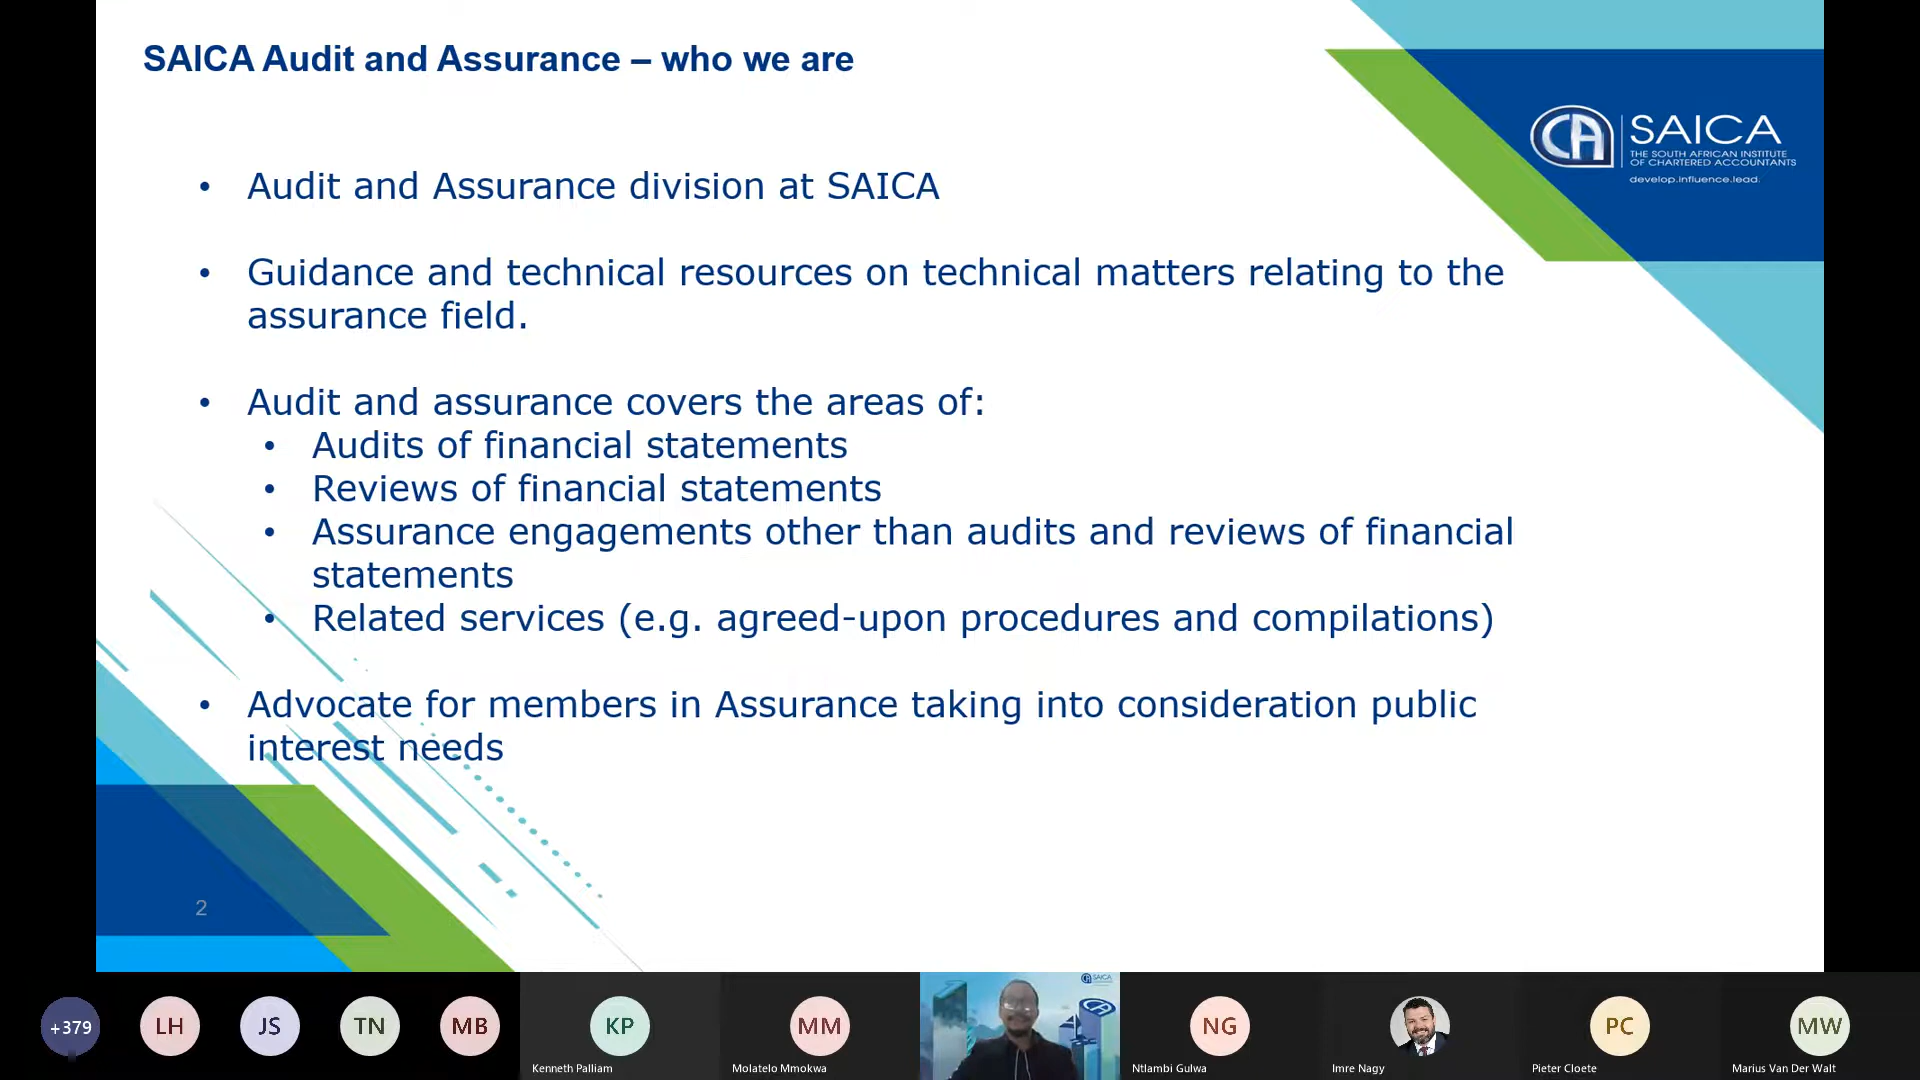 SAICA Audit and Assurance – who we are
CA
SAICA
THE SOUTH AFRICAN INSTITUTE
OF CHARTERED ACCOUNTANTS
develop.influence.lead.
• Audit and Assurance division at SAICA
• Guidance and technical resources on technical matters relating to the
assurance field.
• Audit and assurance covers the areas of:
• Audits of financial statements
• Reviews of financial statements
• Assurance engagements other than audits and reviews of financial
statements
• Related services (e.g. agreed-upon procedures and compilations)
• Advocate for members in Assurance taking into consideration public
interest needs
2
+379
LH
JS
TN
MB
KP
Kenneth Palliam
MM
Molatelo Mmokwa
SAICA
CA
NG
Ntlambi Gulwa
Imre Nagy
PC
Pieter Cloete
MW
Marius Van Der Walt